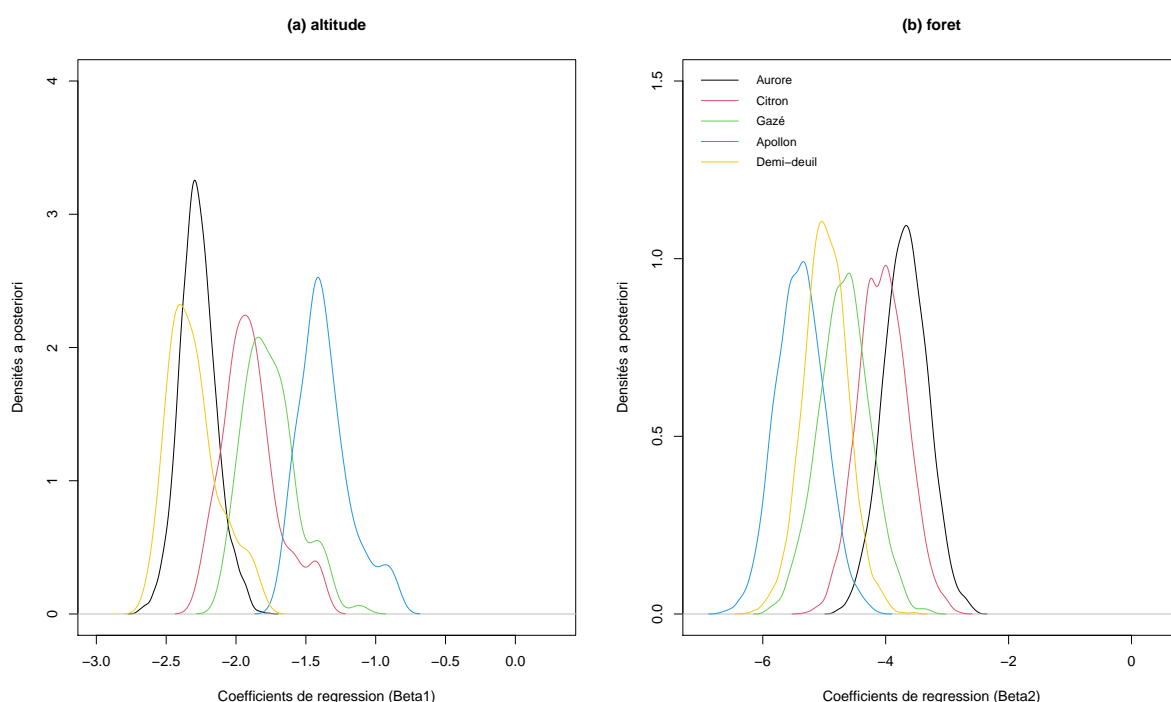 (a) altitude
Densités a posteriori
4
3
2
1
0
−3.0 −2.5 −2.0 −1.5 −1.0 −0.5 0.0
Coefficients de regression (Beta1)
(b) foret
Densités a posteriori
1.5
1.0
0.5
0.0
Aurore
Citron
Gazé
Apollon
Demi−deuil
−6 −4 −2 0
Coefficients de regression (Beta2)